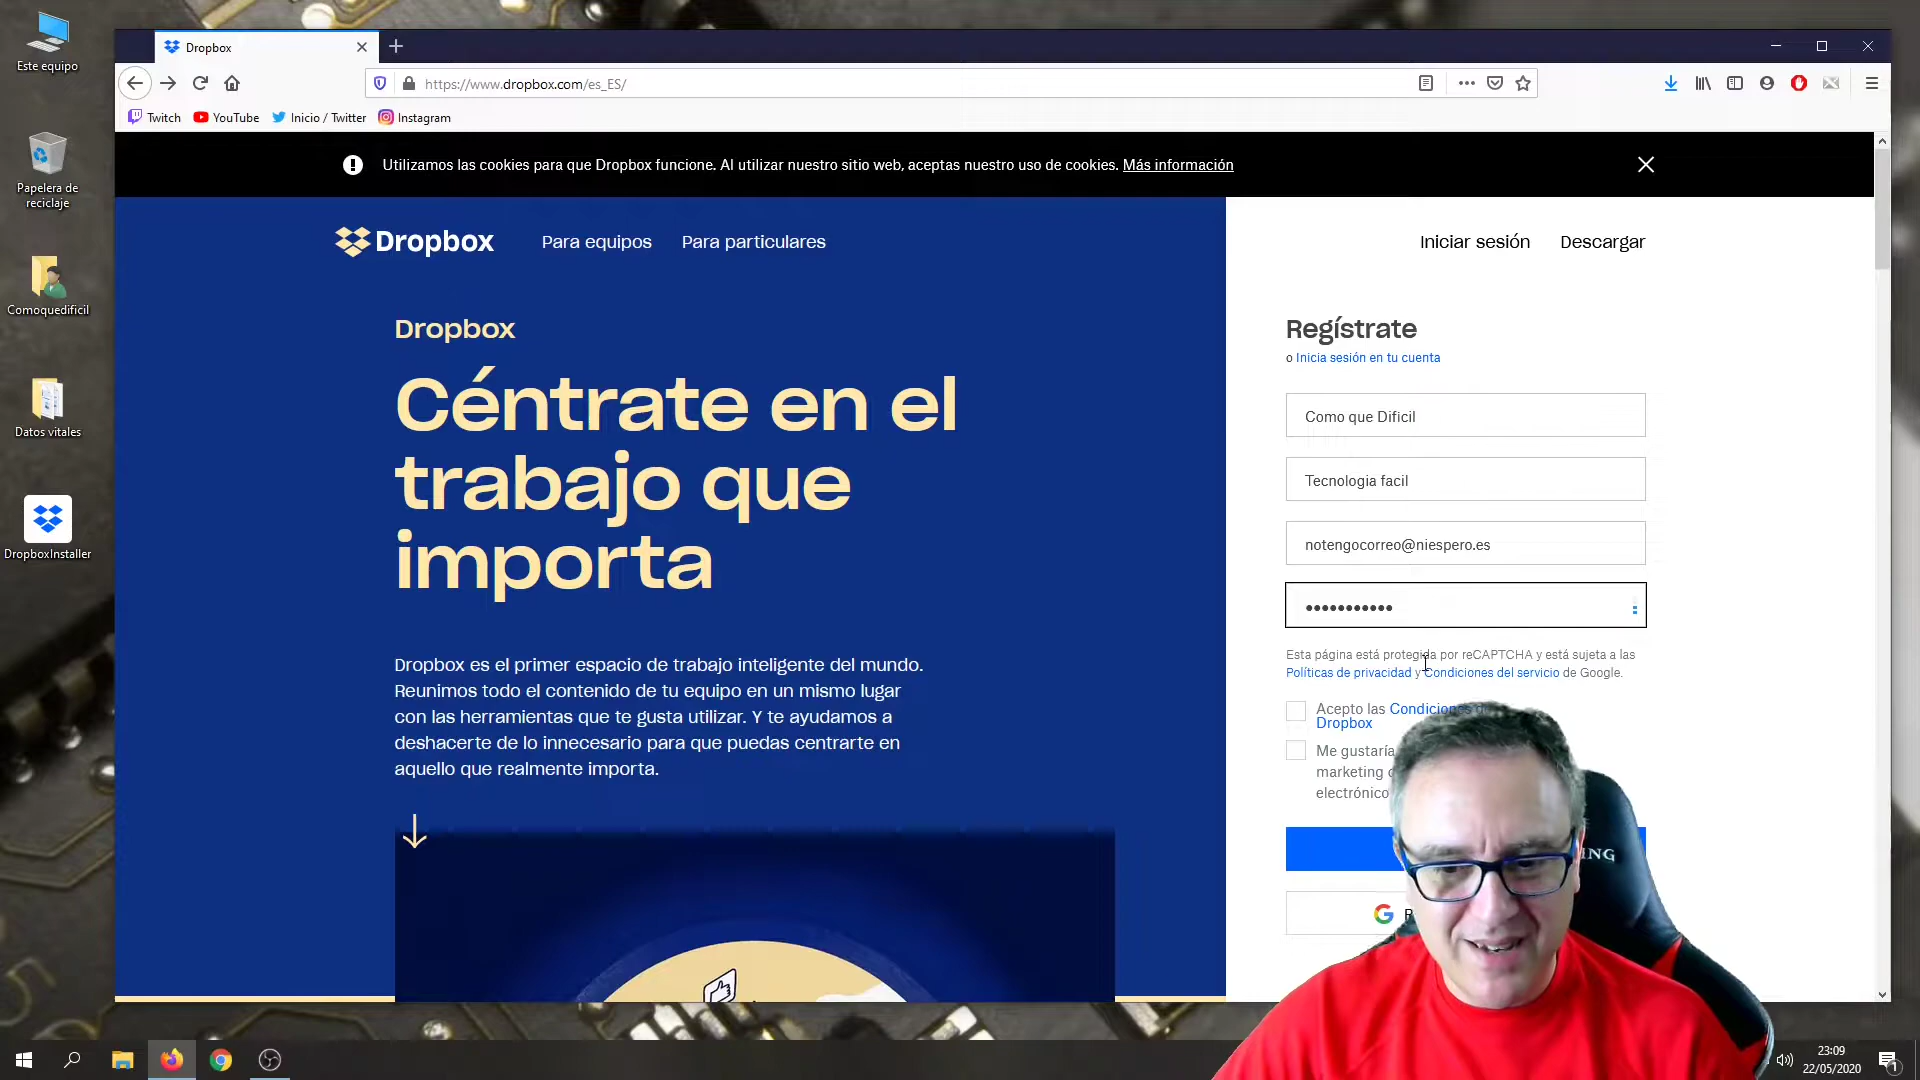 Este equipo
Papelera de
reciclaje
Comoquedificil
Datos vitales
DropboxInstaller
Dropbox
https://www.dropbox.com/es_ES/
Twitch
YouTube
Inicio / Twitter
Instagram
Utilizamos las cookies para que Dropbox funcione. Al utilizar nuestro sitio web, aceptas nuestro uso de cookies. Más información
Dropbox
Para equipos
Para particulares
Iniciar sesión
Descargar
Dropbox
Céntrate en el
trabajo que
importa
Dropbox es el primer espacio de trabajo inteligente del mundo.
Reunimos todo el contenido de tu equipo en un mismo lugar
con las herramientas que te gusta utilizar. Y te ayudamos a
deshacerte de lo innecesario para que puedas centrarte en
aquello que realmente importa.
Regístrate
o Inicia sesión en tu cuenta
Como que Dificil
Tecnologia facil
notengocorreo@niespero.es
Esta página está protegida por reCAPTCHA y está sujeta a las
Políticas de privacidad y Condiciones del servicio de Google.
Acepto las Condiciones d
Dropbox
Me gustaría
marketing
electrónico
ING
23:09
22/05/2020
1